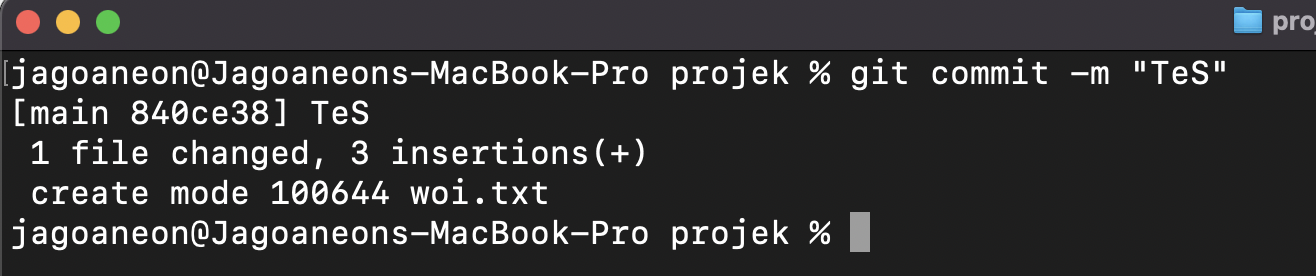 pro
jagoaneon@Jagoaneons-MacBook-Pro projek % git commit -m "TeS"
[main 840ce38] TeS
 1 file changed, 3 insertions(+)
 create mode 100644 woi.txt
jagoaneon@Jagoaneons-MacBook-Pro projek %